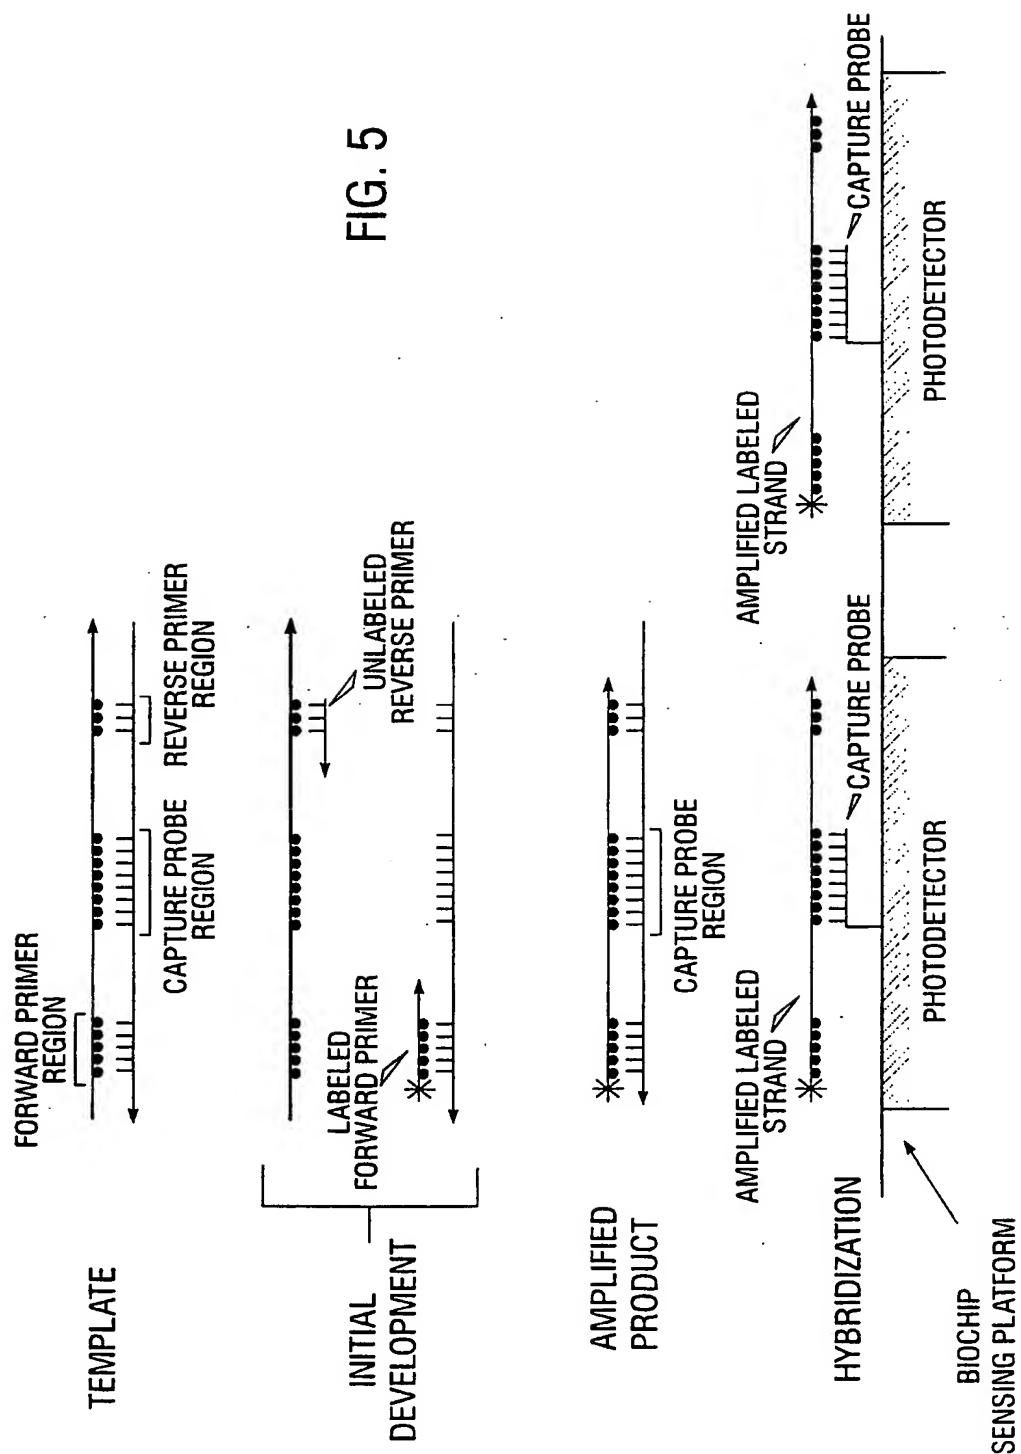 FIG. 5
TEMPLATE
FORWARD PRIMER
REGION
CAPTURE PROBE
REGION
REVERSE PRIMER
REGION
INITIAL
DEVELOPMENT
LABELED
FORWARD PRIMER
UNLABELED
REVERSE PRIMER
AMPLIFIED
PRODUCT
CAPTURE PROBE
REGION
HYBRIDIZATION
AMPLIFIED LABELED
STRAND
CAPTURE PROBE
AMPLIFIED LABELED
STRAND
CAPTURE PROBE
PHOTODETECTOR
PHOTODETECTOR
BIOCHIP
SENSING PLATFORM